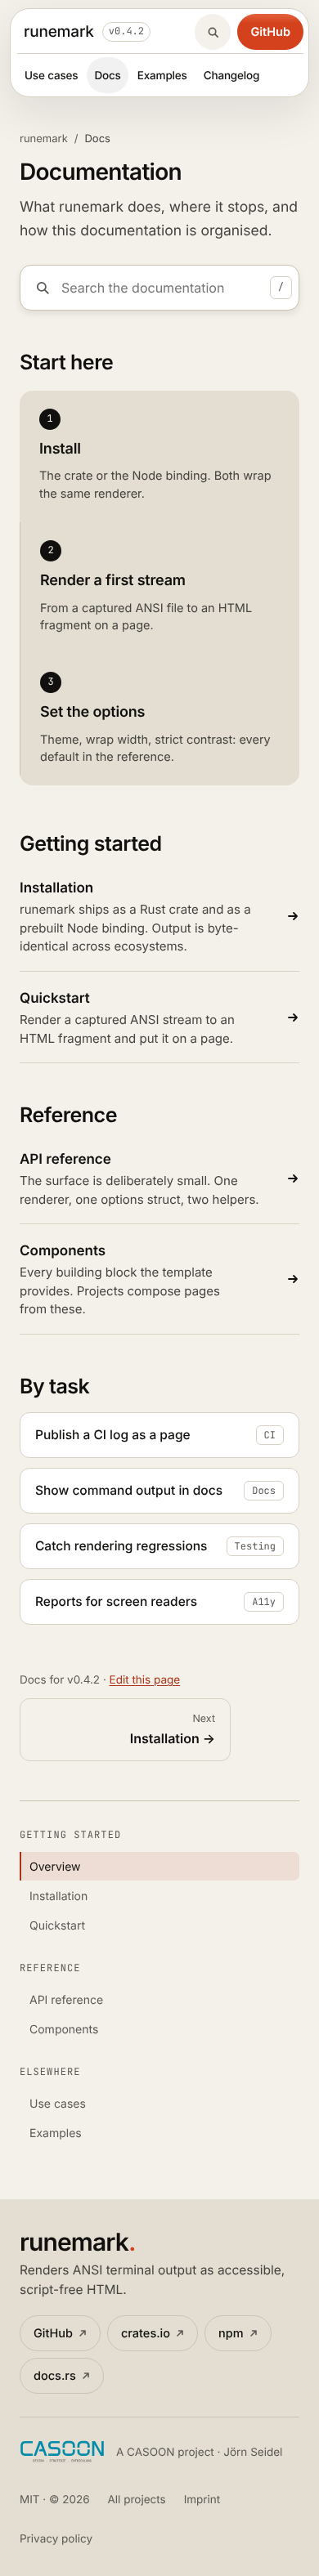 runemark v0.4.2 GitHub
Use cases Docs Examples Changelog
runemark / Docs
Documentation
What runemark does, where it stops, and
how this documentation is organised.
Search the documentation /
Start here
1
Install
The crate or the Node binding. Both wrap
the same renderer.
2
Render a first stream
From a captured ANSI file to an HTML
fragment on a page.
3
Set the options
Theme, wrap width, strict contrast: every
default in the reference.
Getting started
Installation
runemark ships as a Rust crate and as a
prebuilt Node binding. Output is byte-
identical across ecosystems.
→
Quickstart
Render a captured ANSI stream to an
HTML fragment and put it on a page.
→
Reference
API reference
The surface is deliberately small. One
renderer, one options struct, two helpers.
→
Components
Every building block the template
provides. Projects compose pages
from these.
→
By task
Publish a CI log as a page CI
Show command output in docs Docs
Catch rendering regressions Testing
Reports for screen readers A11y
Docs for v0.4.2 · Edit this page
Next
Installation →
GETTING STARTED
Overview
Installation
Quickstart
REFERENCE
API reference
Components
ELSEWHERE
Use cases
Examples
runemark.
Renders ANSI terminal output as accessible,
script-free HTML.
GitHub ↗ crates.io ↗ npm ↗
docs.rs ↗
CASOON A CASOON project · Jörn Seidel
MIT · © 2026 All projects Imprint
Privacy policy